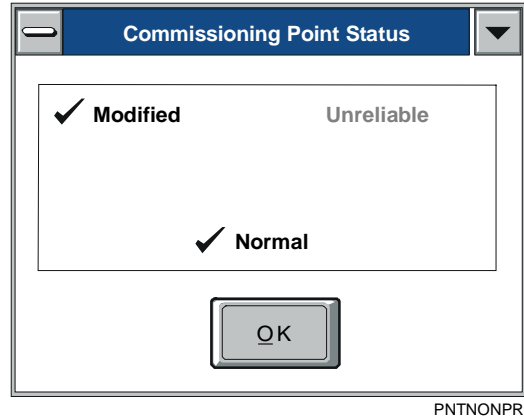 Commissioning Point Status
Modified Unreliable
Normal
OK
PNTNONPR